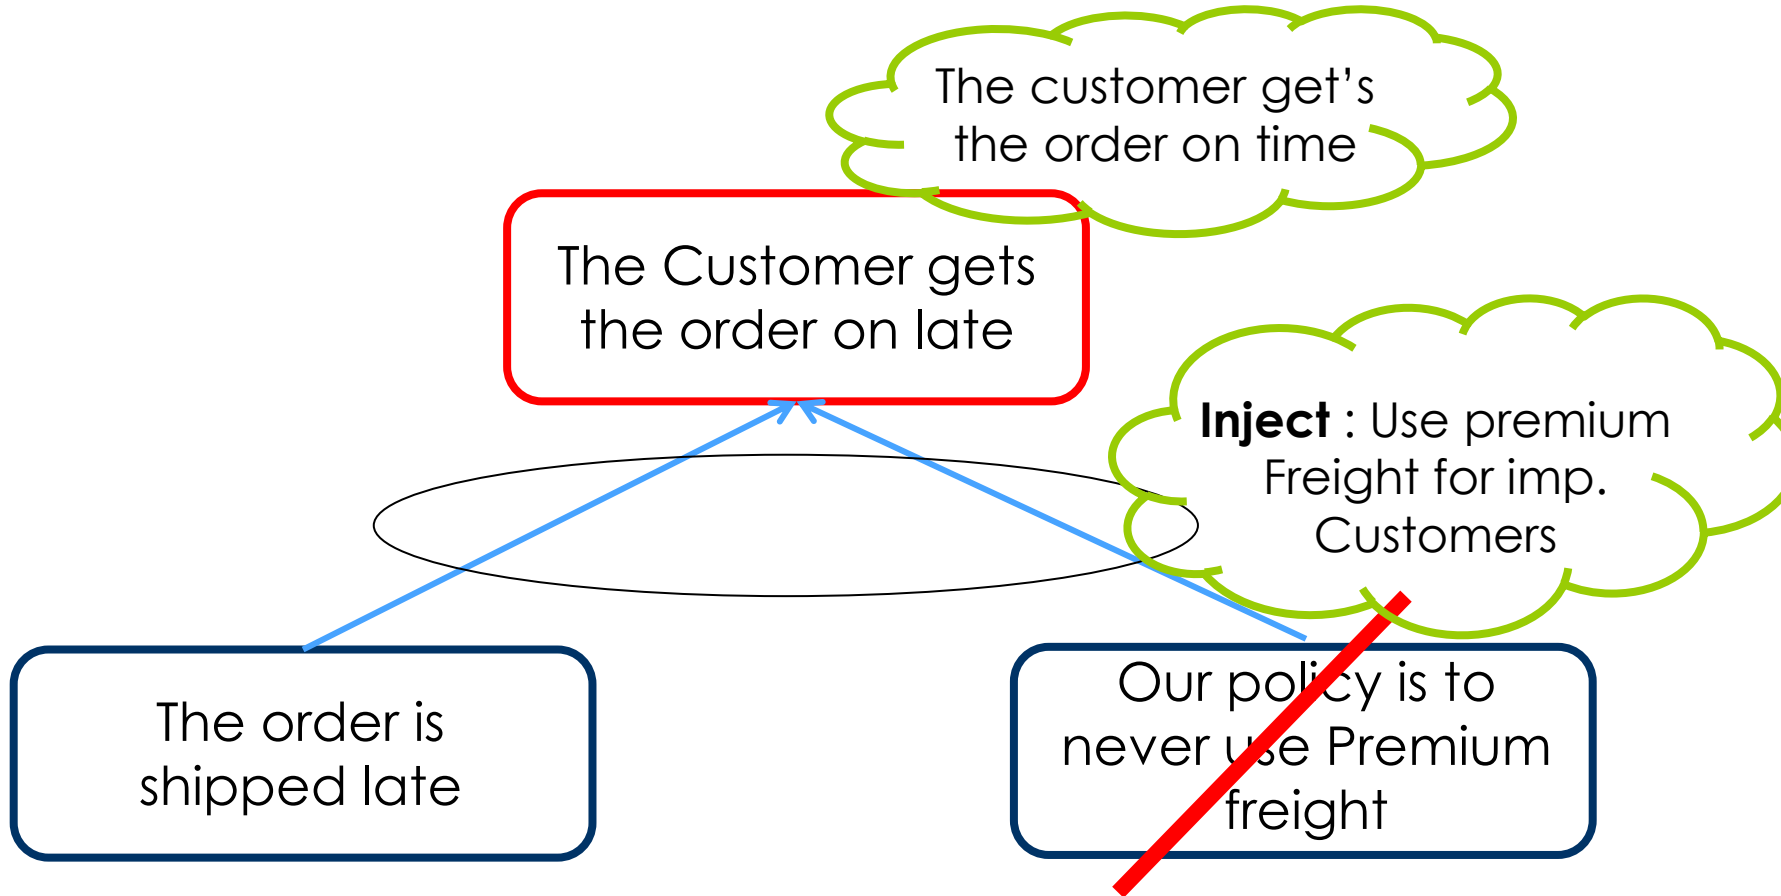 The customer get’s
the order on time
The Customer gets
the order on late
Inject : Use premium
Freight for imp.
Customers
The order is
shipped late
Our policy is to
never use Premium
freight